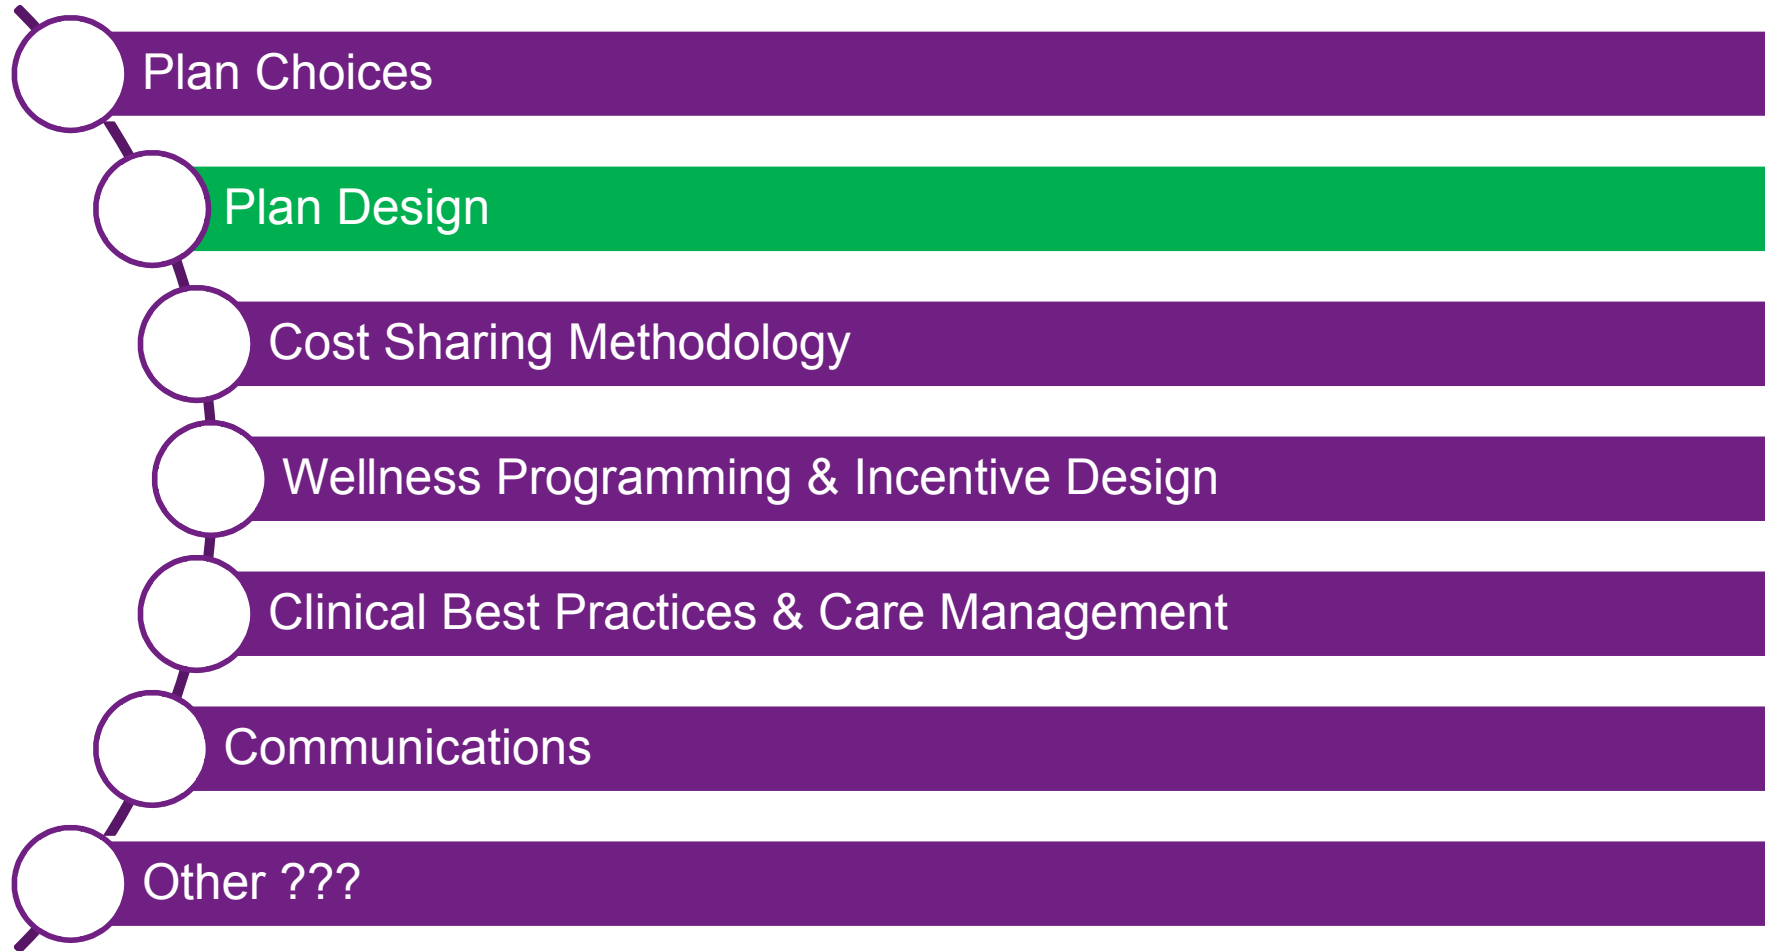 Plan Choices
Plan Design
Cost Sharing Methodology
Wellness Programming & Incentive Design
Clinical Best Practices & Care Management
Communications
Other ???